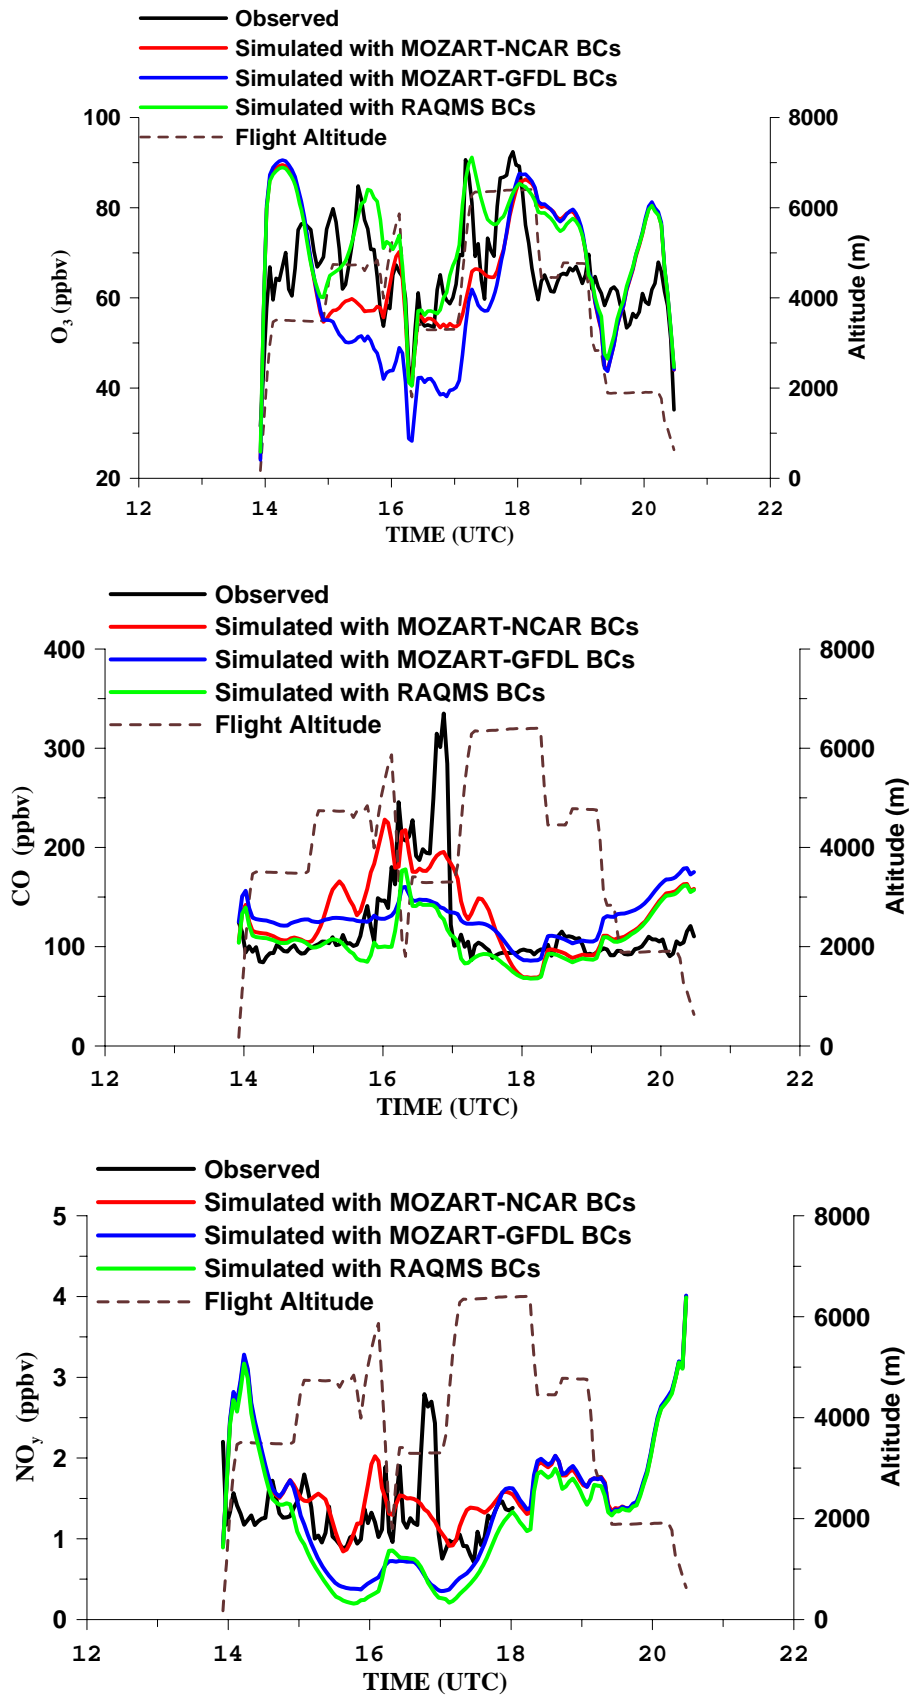 Observed
Simulated with MOZART-NCAR BCs
Simulated with MOZART-GFDL BCs
Simulated with RAQMS BCs
Flight Altitude
100
80
60
40
20
O3 (ppbv)
8000
6000
4000
2000
0
Altitude (m)
12 14 16 18 20 22
TIME (UTC)
Observed
Simulated with MOZART-NCAR BCs
Simulated with MOZART-GFDL BCs
Simulated with RAQMS BCs
Flight Altitude
400
300
200
100
0
CO (ppbv)
8000
6000
4000
2000
0
Altitude (m)
12 14 16 18 20 22
TIME (UTC)
Observed
Simulated with MOZART-NCAR BCs
Simulated with MOZART-GFDL BCs
Simulated with RAQMS BCs
Flight Altitude
5
4
3
2
1
0
NOy (ppbv)
8000
6000
4000
2000
0
Altitude (m)
12 14 16 18 20 22
TIME (UTC)